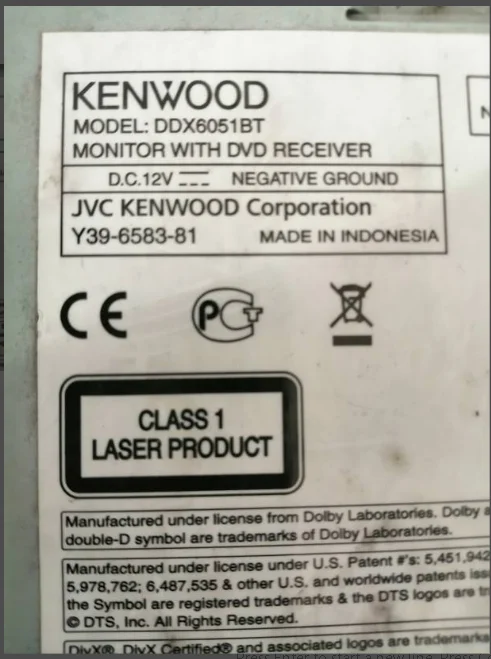 KENWOOD
MODEL: DDX6051BT
MONITOR WITH DVD RECEIVER
D.C.12V NEGATIVE GROUND
JVC KENWOOD Corporation
Y39-6583-81 MADE IN INDONESIA
N
CE
PCT
CLASS 1
LASER PRODUCT
Manufactured under license from Dolby Laboratories. Dolby
double-D symbol are trademarks of Dolby Laboratories.
Manufactured under license under U.S. Patent #'s: 5,451,942
5,978,762; 6,487,535 & other U.S. and worldwide patents iss
the Symbol are registered trademarks & the DTS logos are tr
© DTS, Inc. All Rights Reserved.
DivX®, DivX Certified® and associated logos are trademarks